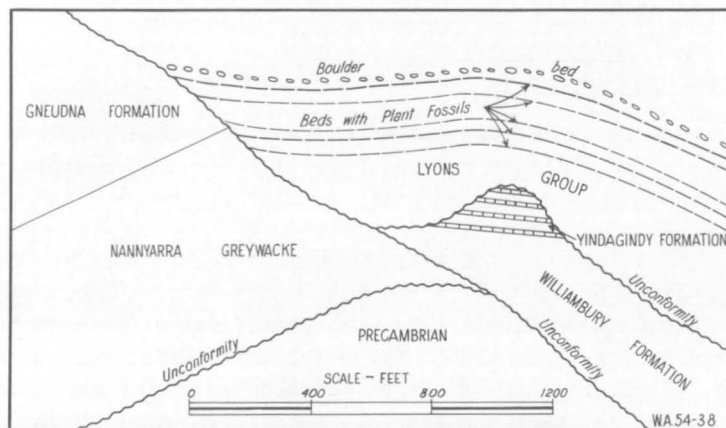 Boulder bed
GNEUDNA FORMATION
Beds with Plant Fossils
LYONS GROUP
YINDAGINDY FORMATION
NANNYARRA GREYWACKE
WILLIAMBURY FORMATION
Unconformity
PRECAMBRIAN
Unconformity
Unconformity
SCALE – FEET
0 400 800 1200
W.A.54-38